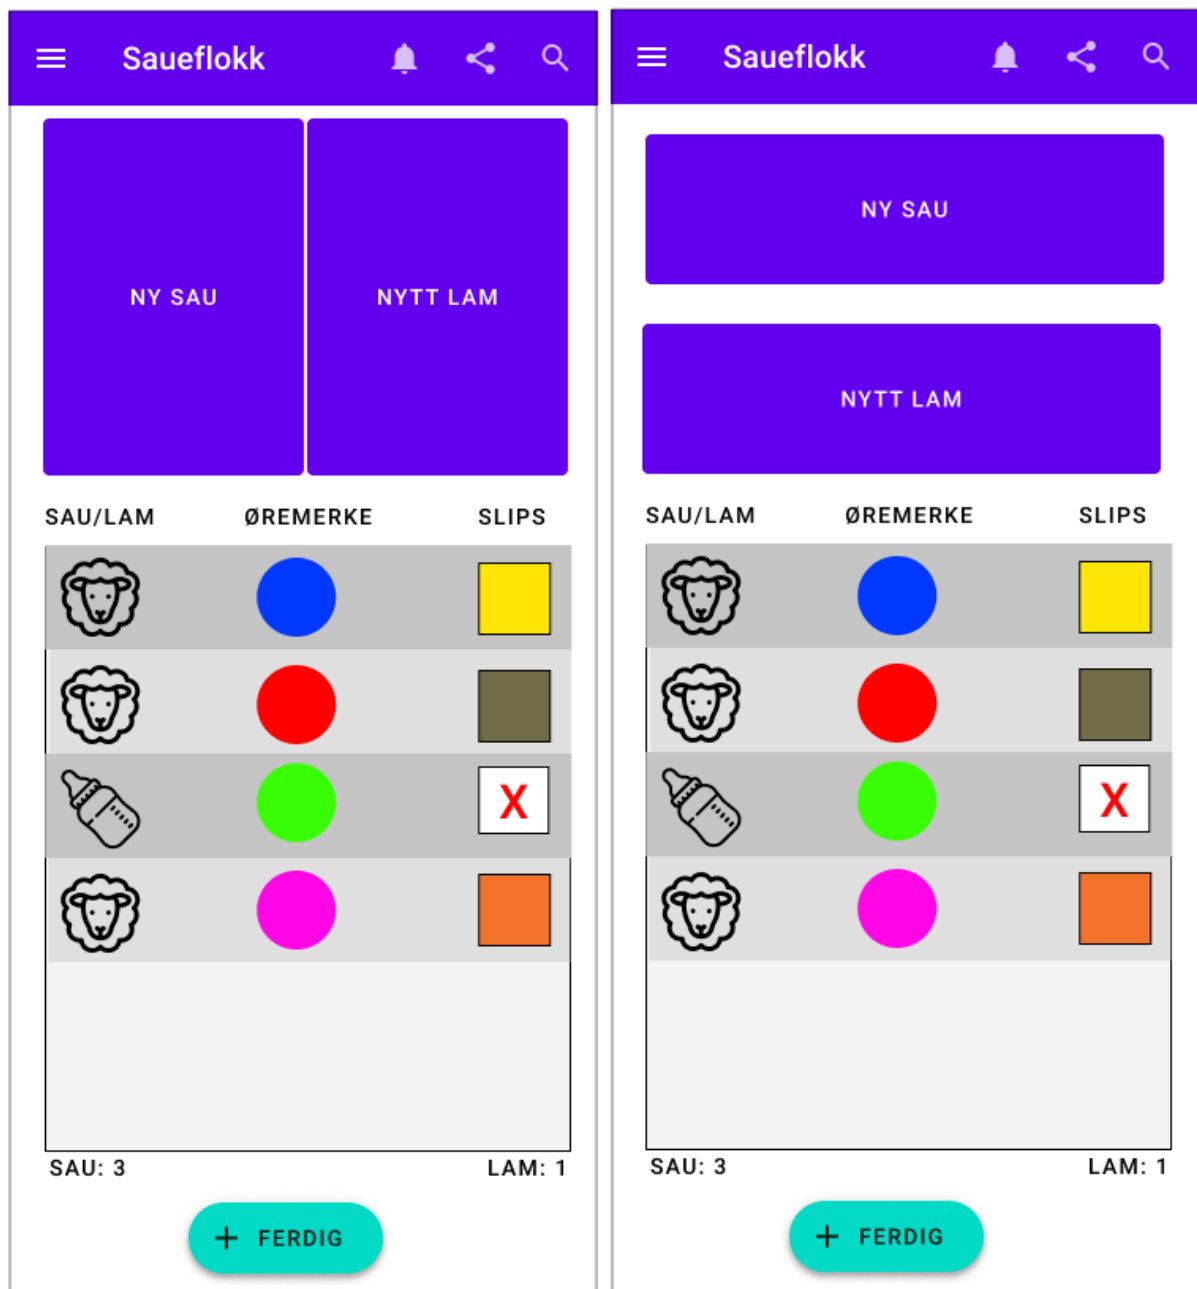 Saueflokk
NY SAU
NYTT LAM
SAU/LAM ØREMERKE SLIPS
X
SAU: 3 LAM: 1
+ FERDIG
Saueflokk
NY SAU
NYTT LAM
SAU/LAM ØREMERKE SLIPS
X
SAU: 3 LAM: 1
+ FERDIG